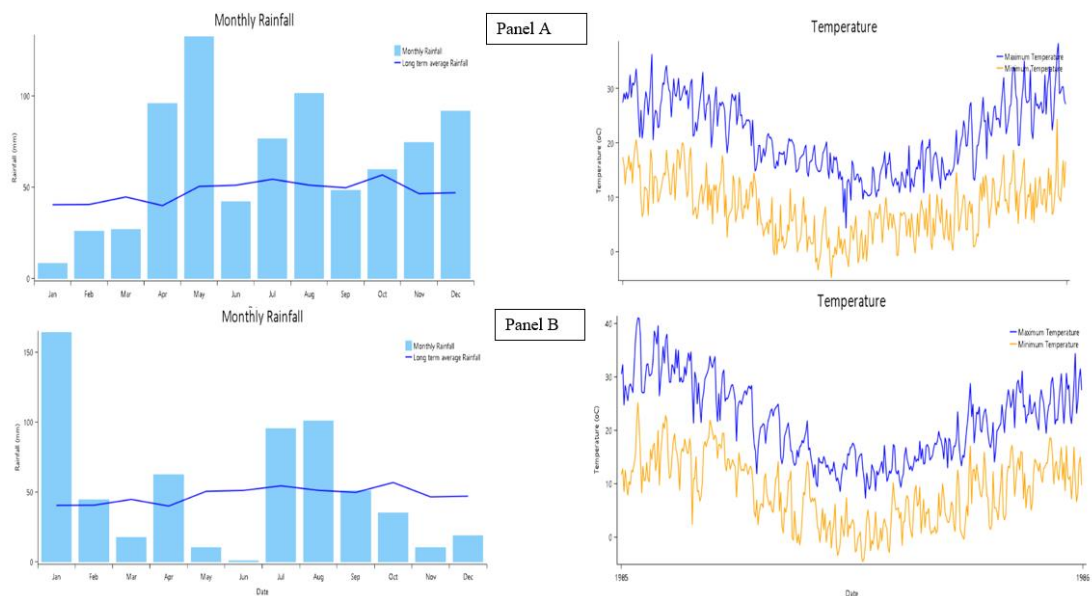 Monthly Rainfall
Panel A
Temperature
Monthly Rainfall
Long term average Rainfall
Maximum Temperature
Minimum Temperature
Rainfall (mm)
100
50
0
Jan Feb Mar Apr May Jun Jul Aug Sep Oct Nov Dec
Temperature (oC)
30
20
10
0
Monthly Rainfall
Panel B
Temperature
Monthly Rainfall
Long term average Rainfall
Maximum Temperature
Minimum Temperature
Rainfall (mm)
150
100
50
0
Jan Feb Mar Apr May Jun Jul Aug Sep Oct Nov Dec
Date
Temperature (oC)
40
30
20
10
0
1985 1986
Date